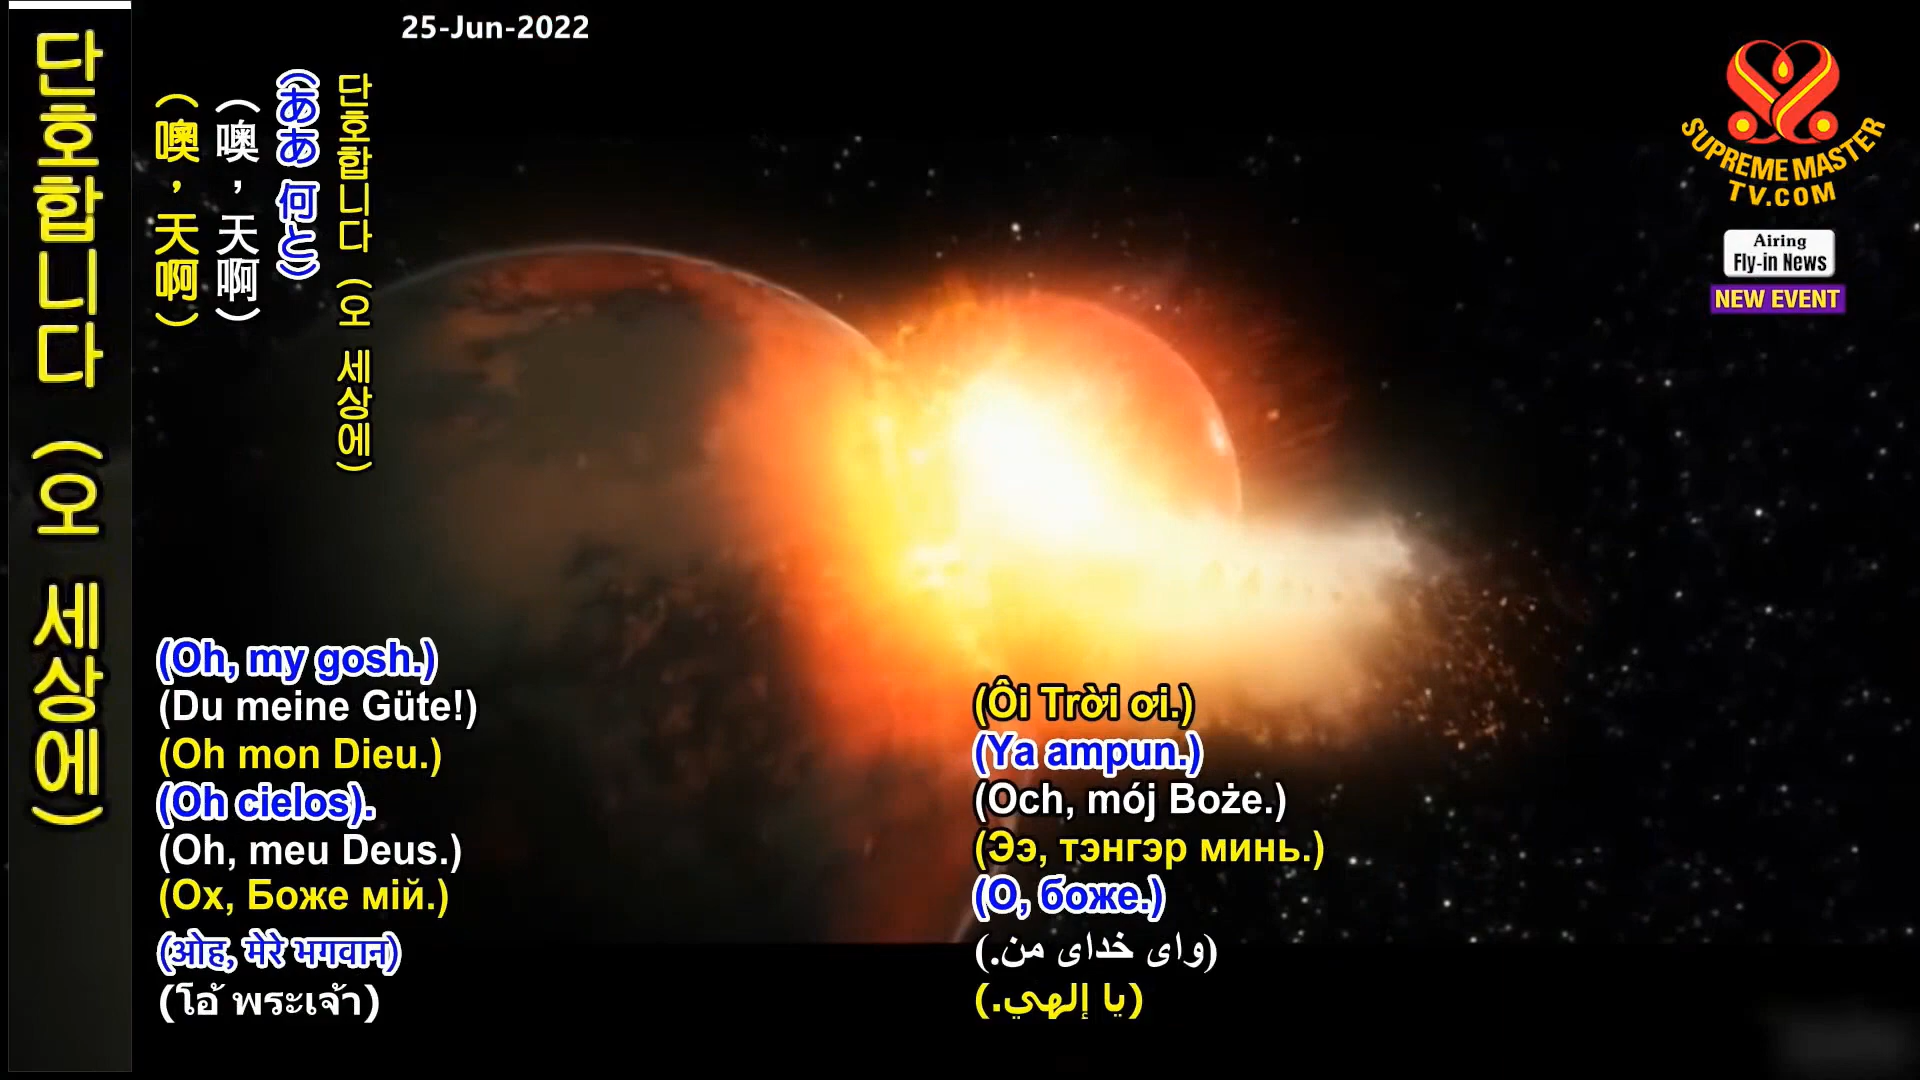 25-Jun-2022
단호합니다 (오 세상에)
(噢，天啊)
(噢，天啊)
(ああ 何と)
단호합니다 (오 세상에)
SUPREME MASTER
TV.COM
Airing
Fly-in News
NEW EVENT
(Oh, my gosh.)
(Du meine Güte!)
(Oh mon Dieu.)
(Oh cielos).
(Oh, meu Deus.)
(Ох, Боже мій.)
(ओह, मेरे भगवान)
(โอ้ พระเจ้า)
(Ôi Trời ơi.)
(Ya ampun.)
(Och, mój Boże.)
(Ээ, тэнгэр минь.)
(О, боже.)
(وای خدای من.)
(يا إلهي.)